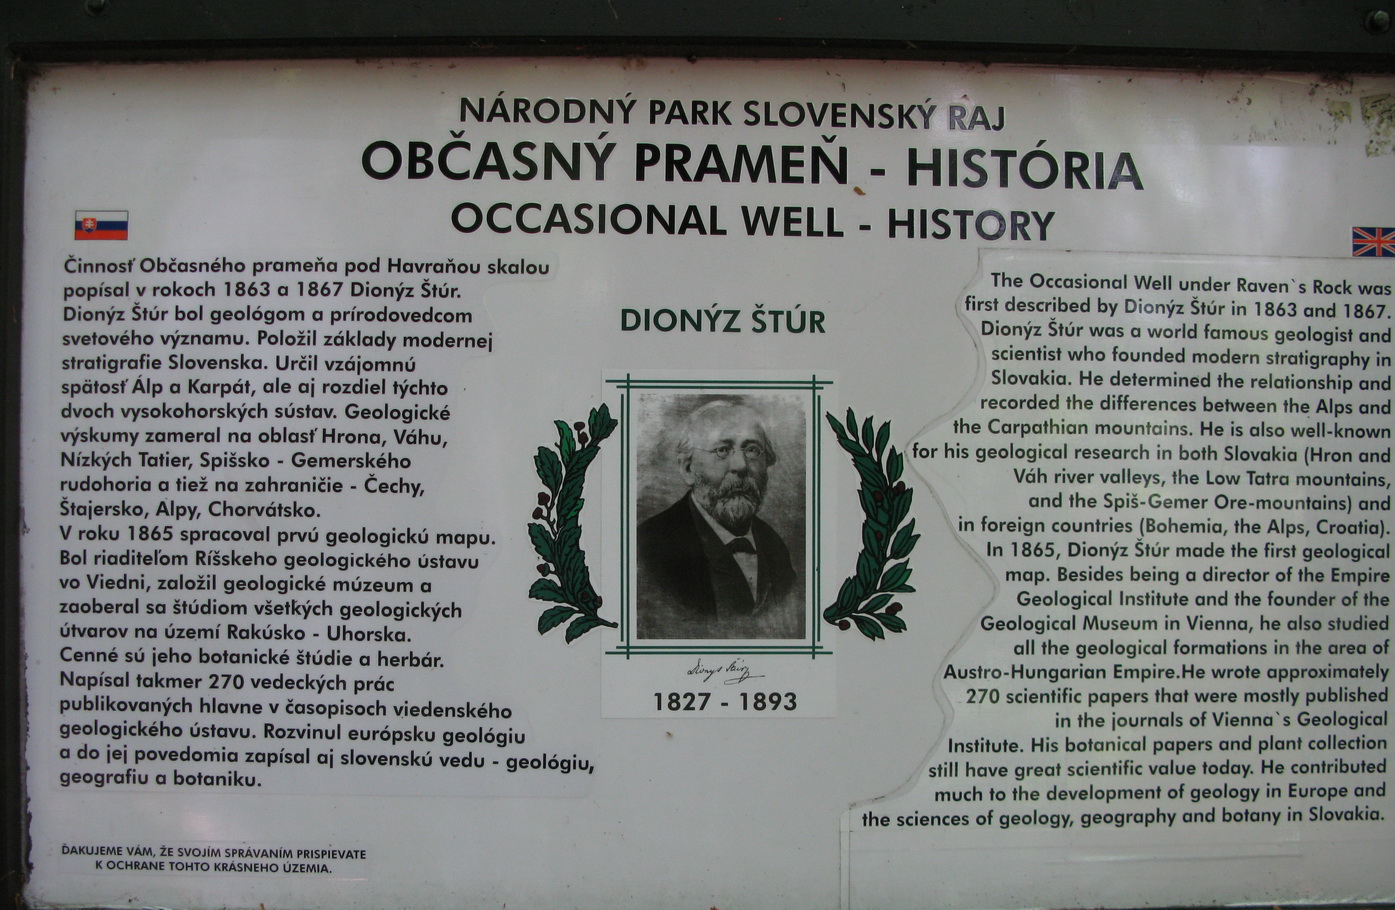 NÁRODNÝ PARK SLOVENSKÝ RAJ
OBČASNÝ PRAMEŇ - HISTÓRIA
OCCASIONAL WELL - HISTORY
Činnosť Občasného prameňa pod Havraňou skalou
popísal v rokoch 1863 a 1867 Dionýz Štúr.
Dionýz Štúr bol geológom a prírodovedcom
svetového významu. Položil základy modernej
stratigrafie Slovenska. Určil vzájomnú
spätosť Álp a Karpát, ale aj rozdiel týchto
dvoch vysokohorských sústav. Geologické
výskumy zameral na oblasť Hrona, Váhu,
Nízkych Tatier, Spišsko - Gemerského
rudohoria a tiež na zahraničie - Čechy,
Štajersko, Alpy, Chorvátsko.
V roku 1865 spracoval prvú geologickú mapu.
Bol riaditeľom Ríšskeho geologického ústavu
vo Viedni, založil geologické múzeum a
zaoberal sa štúdiom všetkých geologických
útvarov na území Rakúsko - Uhorska.
Cenné sú jeho botanické štúdie a herbár.
Napísal takmer 270 vedeckých prác
publikovaných hlavne v časopisoch viedenského
geologického ústavu. Rozvinul európsku geológiu
a do jej povedomia zapísal aj slovenskú vedu - geológiu,
geografiu a botaniku.
ĎAKUJEME VÁM, ŽE SVOJÍM SPRÁVANÍM PRISPIEVATE
K OCHRANE TOHTO KRÁSNEHO ÚZEMIA.
DIONÝZ ŠTÚR
Dionys Štúr
1827 - 1893
The Occasional Well under Raven`s Rock was
first described by Dionýz Štúr in 1863 and 1867.
Dionýz Štúr was a world famous geologist and
scientist who founded modern stratigraphy in
Slovakia. He determined the relationship and
recorded the differences between the Alps and
the Carpathian mountains. He is also well-known
for his geological research in both Slovakia (Hron and
Váh river valleys, the Low Tatra mountains,
and the Spiš-Gemer Ore-mountains) and
in foreign countries (Bohemia, the Alps, Croatia).
In 1865, Dionýz Štúr made the first geological
map. Besides being a director of the Empire
Geological Institute and the founder of the
Geological Museum in Vienna, he also studied
all the geological formations in the area of
Austro-Hungarian Empire.He wrote approximately
270 scientific papers that were mostly published
in the journals of Vienna`s Geological
Institute. His botanical papers and plant collection
still have great scientific value today. He contributed
much to the development of geology in Europe and
the sciences of geology, geography and botany in Slovakia.